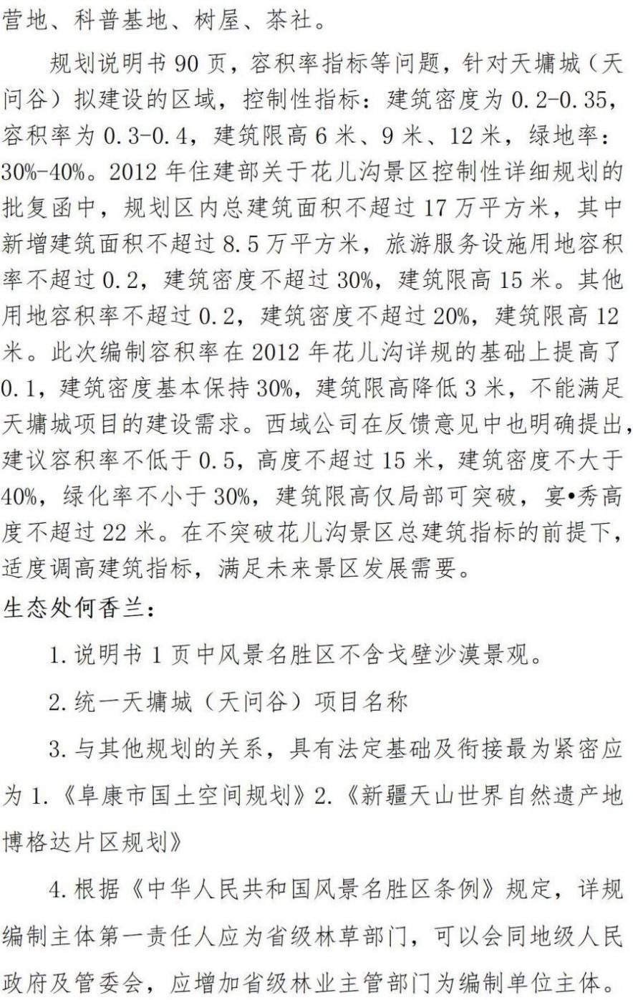 营地、科普基地、树屋、茶社。
规划说明书 90 页，容积率指标等问题，针对天墉城（天
问谷）拟建设的区域，控制性指标：建筑密度为 0.2-0.35，
容积率为 0.3-0.4，建筑限高 6 米、9 米、12 米，绿地率：
30%-40%。2012 年住建部关于花儿沟景区控制性详细规划的
批复函中，规划区内总建筑面积不超过 17 万平方米，其中
新增建筑面积不超过 8.5 万平方米，旅游服务设施用地容积
率不超过 0.2，建筑密度不超过 30%，建筑限高 15 米。其他
用地容积率不超过 0.2，建筑密度不超过 20%，建筑限高 12
米。此次编制容积率在 2012 年花儿沟详规的基础上提高了
0.1，建筑密度基本保持 30%，建筑限高降低 3 米，不能满足
天墉城项目的建设需求。西域公司在反馈意见中也明确提出，
建议容积率不低于 0.5，高度不超过 15 米，建筑密度不大于
40%，绿化率不小于 30%，建筑限高仅局部可突破，宴•秀高
度不超过 22 米。在不突破花儿沟景区总建筑指标的前提下，
适度调高建筑指标，满足未来景区发展需要。
生态处何香兰：
1.说明书 1 页中风景名胜区不含戈壁沙漠景观。
2.统一天墉城（天问谷）项目名称
3.与其他规划的关系，具有法定基础及衔接最为紧密应
为 1.《阜康市国土空间规划》2.《新疆天山世界自然遗产地
博格达片区规划》
4.根据《中华人民共和国风景名胜区条例》规定，详规
编制主体第一责任人应为省级林草部门，可以会同地级人民
政府及管委会，应增加省级林业主管部门为编制单位主体。